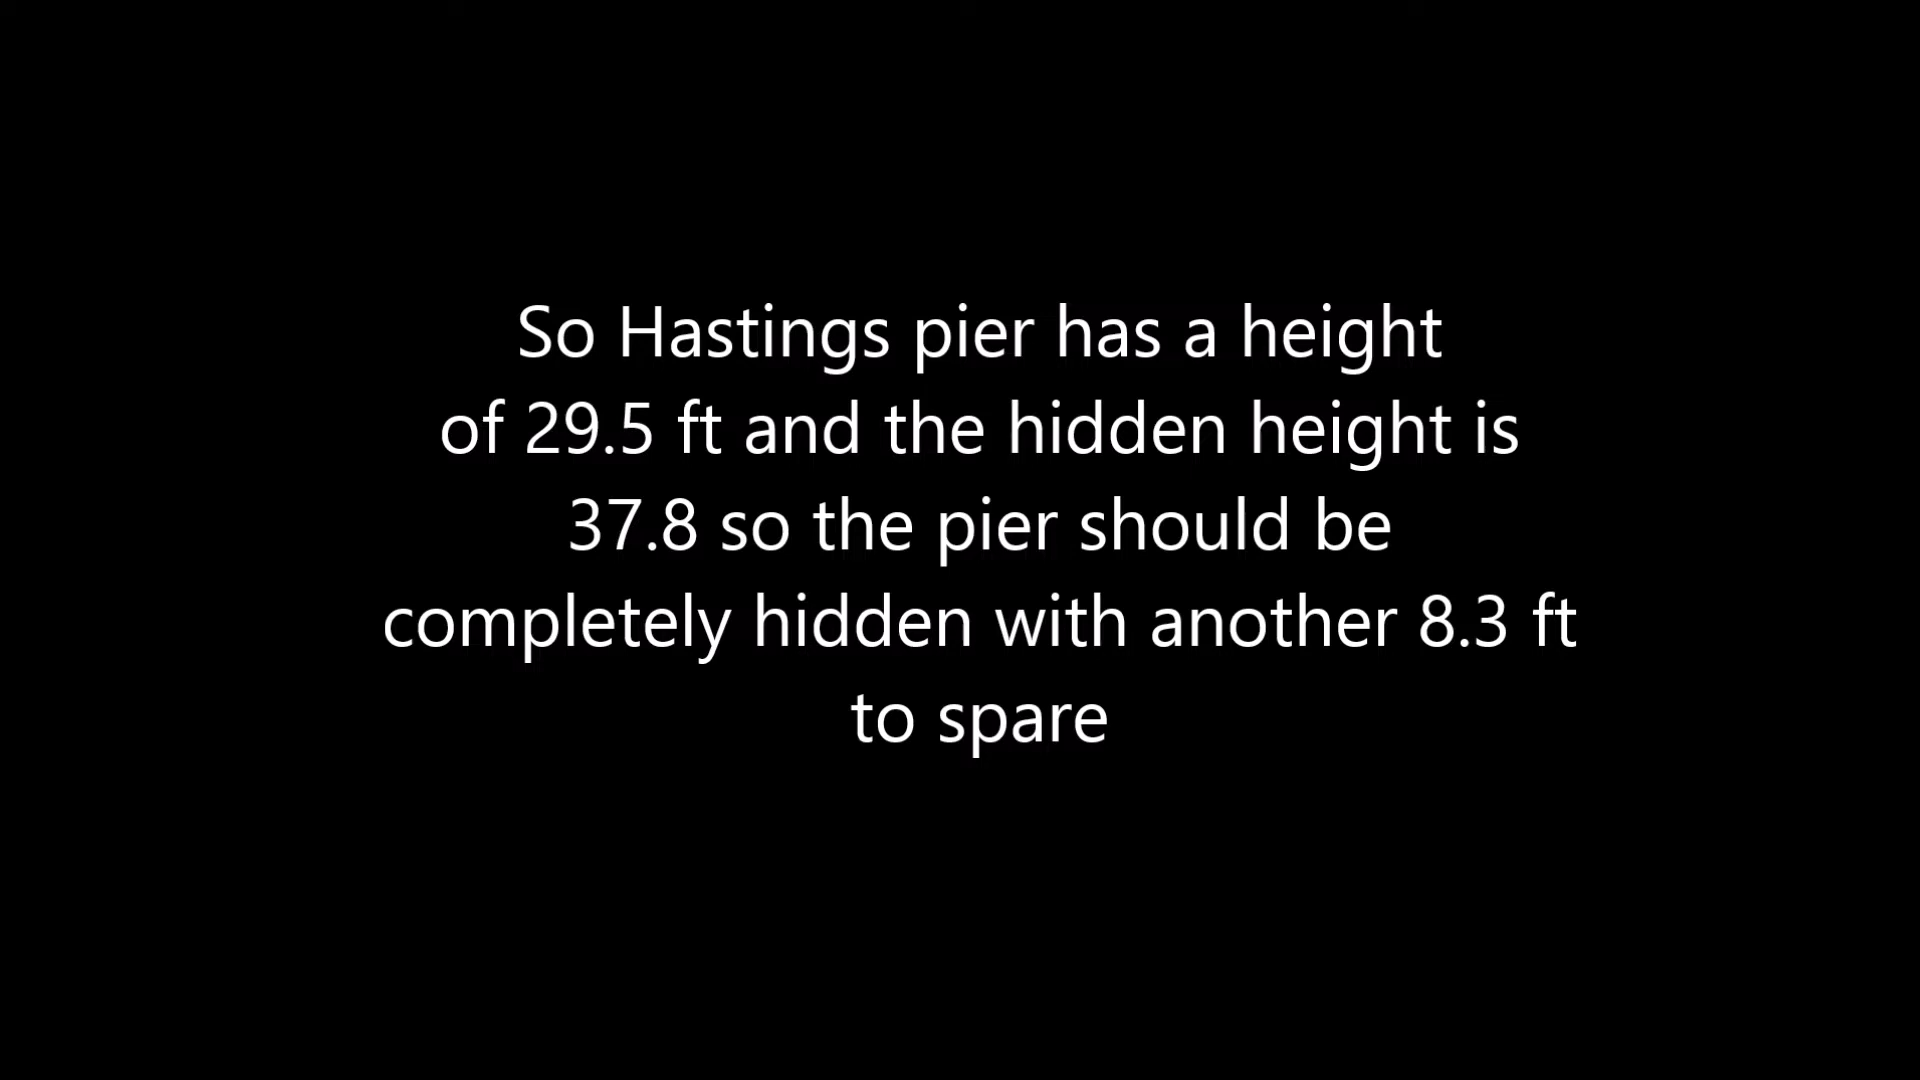 So Hastings pier has a height
of 29.5 ft and the hidden height is
37.8 so the pier should be
completely hidden with another 8.3 ft
to spare